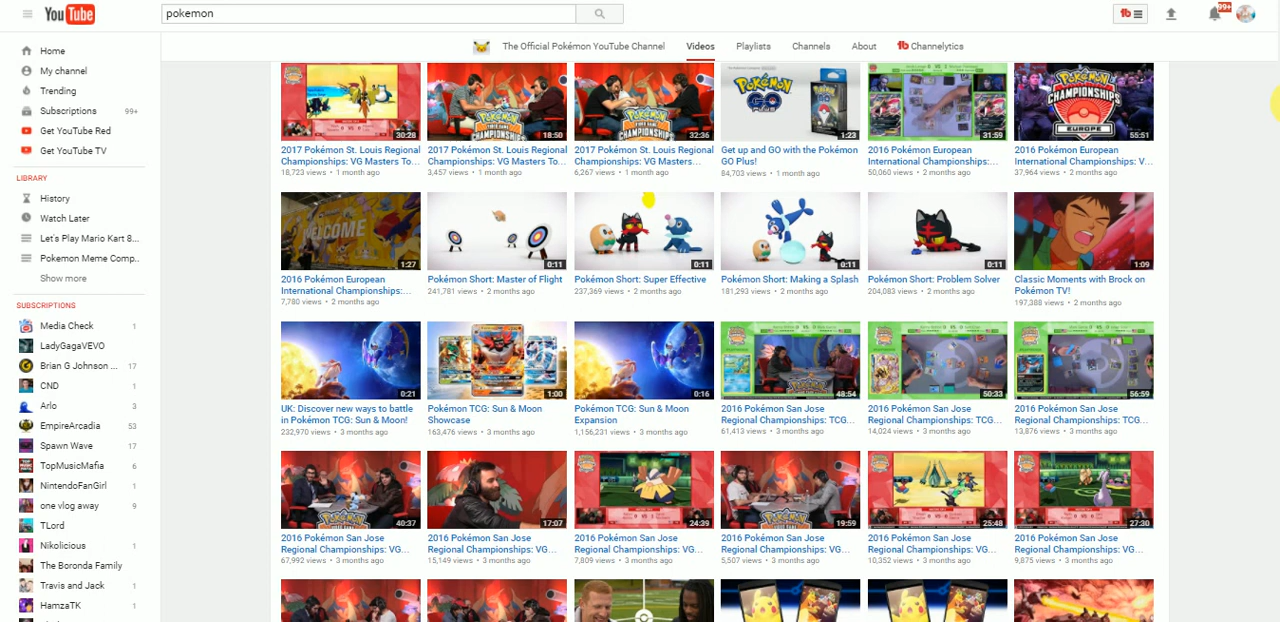 YouTube
pokemon
99+
The Official Pokémon YouTube Channel
Videos
Playlists
Channels
About
Channelytics
Home
My channel
Trending
Subscriptions 99+
Get YouTube Red
Get YouTube TV
LIBRARY
History
Watch Later
Let's Play Mario Kart 8...
Pokemon Meme Comp...
Show more
SUBSCRIPTIONS
Media Check 1
LadyGagaVEVO
Brian G Johnson ... 17
CND 1
Arlo 3
EmpireArcadia 53
Spawn Wave 17
TopMusicMafia 6
NintendoFanGirl 1
one vlog away 9
TLord
Nikolicious 1
The Boronda Family
Travis and Jack 1
HamzaTK 1
30:28
2017 Pokémon St. Louis Regional
Championships: VG Masters To...
18,723 views • 1 month ago
18:50
2017 Pokémon St. Louis Regional
Championships: VG Masters To...
3,457 views • 1 month ago
32:36
2017 Pokémon St. Louis Regional
Championships: VG Masters...
6,267 views • 1 month ago
POKÉMON
GO
PLUS
1:23
Get up and GO with the Pokémon
GO Plus!
84,703 views • 1 month ago
31:59
2016 Pokémon European
International Championships:...
50,060 views • 2 months ago
Pokémon
CHAMPIONSHIPS
EUROPE
55:51
2016 Pokémon European
International Championships: V...
37,964 views • 2 months ago
WELCOME
1:27
2016 Pokémon European
International Championships:...
7,780 views • 2 months ago
0:11
Pokémon Short: Master of Flight
241,781 views • 2 months ago
0:11
Pokémon Short: Super Effective
237,369 views • 2 months ago
0:11
Pokémon Short: Making a Splash
181,293 views • 2 months ago
0:11
Pokémon Short: Problem Solver
204,083 views • 2 months ago
1:09
Classic Moments with Brock on
Pokémon TV!
197,388 views • 2 months ago
0:21
UK: Discover new ways to battle
in Pokémon TCG: Sun & Moon!
232,970 views • 3 months ago
1:00
Pokémon TCG: Sun & Moon
Showcase
163,476 views • 3 months ago
0:16
Pokémon TCG: Sun & Moon
Expansion
1,156,231 views • 3 months ago
48:54
2016 Pokémon San Jose
Regional Championships: TCG...
61,413 views • 3 months ago
50:33
2016 Pokémon San Jose
Regional Championships: TCG...
14,024 views • 3 months ago
56:59
2016 Pokémon San Jose
Regional Championships: TCG...
13,876 views • 3 months ago
40:37
2016 Pokémon San Jose
Regional Championships: VG...
67,992 views • 3 months ago
17:07
2016 Pokémon San Jose
Regional Championships: VG...
15,149 views • 3 months ago
24:39
2016 Pokémon San Jose
Regional Championships: VG...
7,809 views • 3 months ago
19:59
2016 Pokémon San Jose
Regional Championships: VG...
5,507 views • 3 months ago
25:48
2016 Pokémon San Jose
Regional Championships: VG...
10,352 views • 3 months ago
27:30
2016 Pokémon San Jose
Regional Championships: VG...
9,875 views • 3 months ago